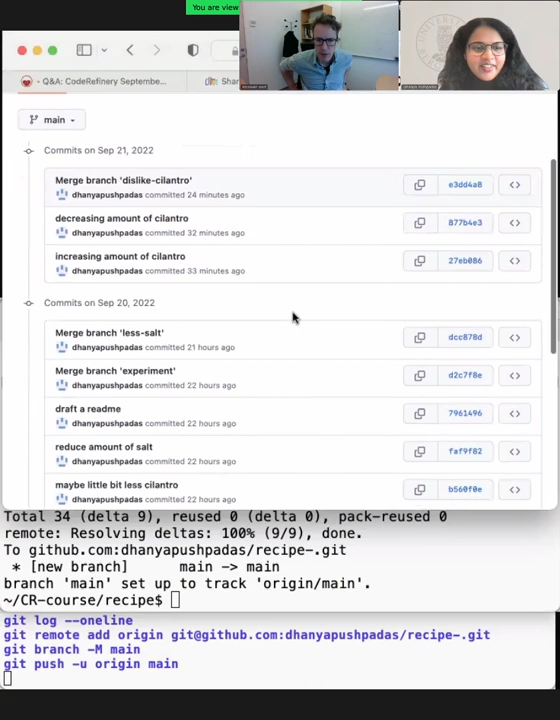 You are view
Q&A: CodeRefinery Septembe...
Shar
main
Commits on Sep 21, 2022
Merge branch 'dislike-cilantro'
dhanyapushpadas committed 24 minutes ago
e3dd4a8
decreasing amount of cilantro
dhanyapushpadas committed 32 minutes ago
877b4e3
increasing amount of cilantro
dhanyapushpadas committed 33 minutes ago
27eb086
Commits on Sep 20, 2022
Merge branch 'less-salt'
dhanyapushpadas committed 21 hours ago
dcc878d
Merge branch 'experiment'
dhanyapushpadas committed 22 hours ago
d2c7f8e
draft a readme
dhanyapushpadas committed 22 hours ago
7961496
reduce amount of salt
dhanyapushpadas committed 22 hours ago
faf9f82
maybe little bit less cilantro
dhanyapushpadas committed 22 hours ago
b560f0e
Total 34 (delta 9), reused 0 (delta 0), pack-reused 0
remote: Resolving deltas: 100% (9/9), done.
To github.com:dhanyapushpadas/recipe-.git
* [new branch] main -> main
branch 'main' set up to track 'origin/main'.
~/CR-course/recipe$
git log --oneline
git remote add origin git@github.com:dhanyapushpadas/recipe-.git
git branch -M main
git push -u origin main